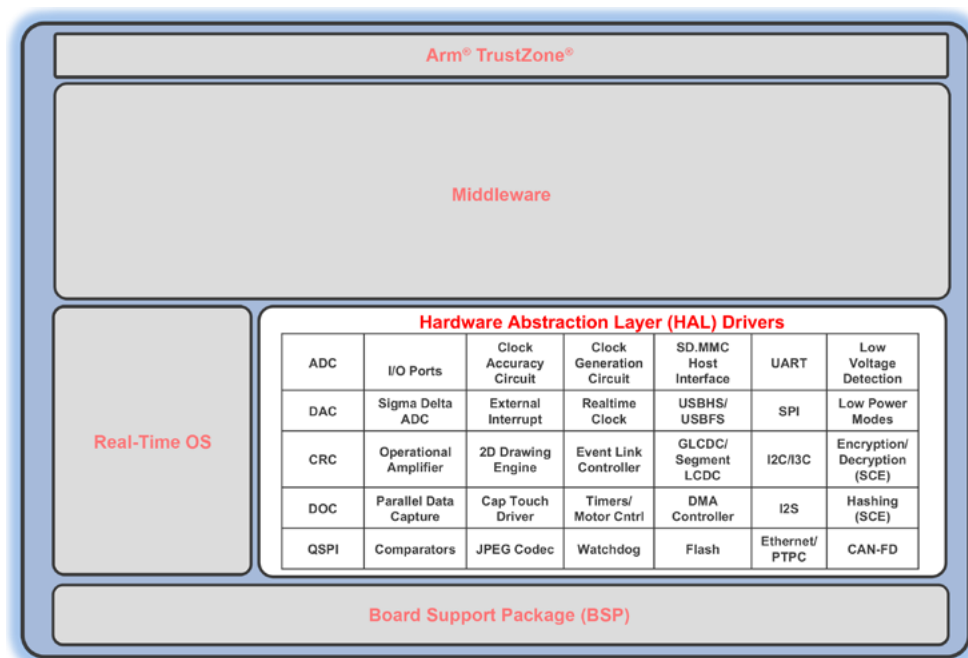 Arm® TrustZone®
Middleware
Real-Time OS
Hardware Abstraction Layer (HAL) Drivers
ADC
I/O Ports
Clock
Accuracy
Circuit
Clock
Generation
Circuit
SD.MMC
Host
Interface
UART
Low
Voltage
Detection
DAC
Sigma Delta
ADC
External
Interrupt
Realtime
Clock
USBHS/
USBFS
SPI
Low Power
Modes
CRC
Operational
Amplifier
2D Drawing
Engine
Event Link
Controller
GLCDC/
Segment
LCDC
I2C/I3C
Encryption/
Decryption
(SCE)
DOC
Parallel Data
Capture
Cap Touch
Driver
Timers/
Motor Cntrl
DMA
Controller
I2S
Hashing
(SCE)
QSPI
Comparators
JPEG Codec
Watchdog
Flash
Ethernet/
PTPC
CAN-FD
Board Support Package (BSP)